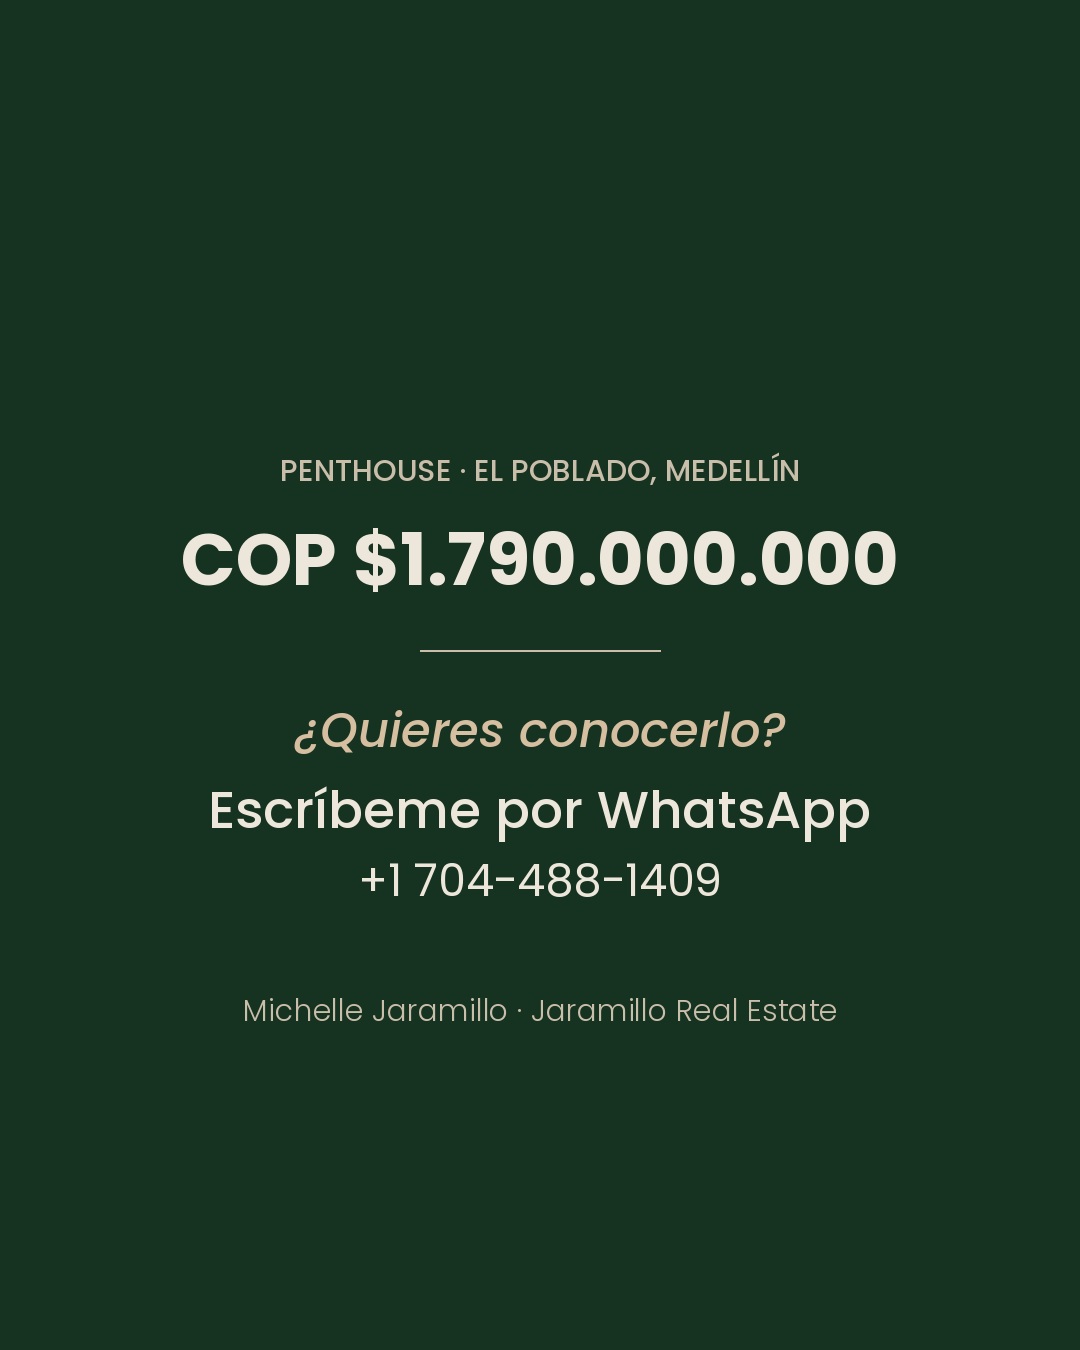 PENTHOUSE · EL POBLADO, MEDELLÍN
COP $1.790.000.000
¿Quieres conocerlo?
Escríbeme por WhatsApp
+1 704-488-1409
Michelle Jaramillo · Jaramillo Real Estate